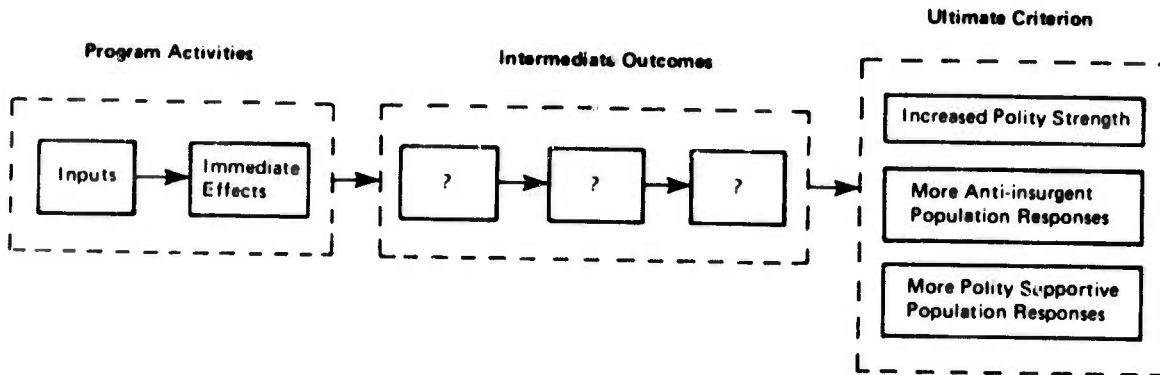 Program Activities
Inputs
Immediate
Effects
Intermediate Outcomes
?
?
?
Ultimate Criterion
Increased Polity Strength
More Anti-insurgent
Population Responses
More Polity Supportive
Population Responses